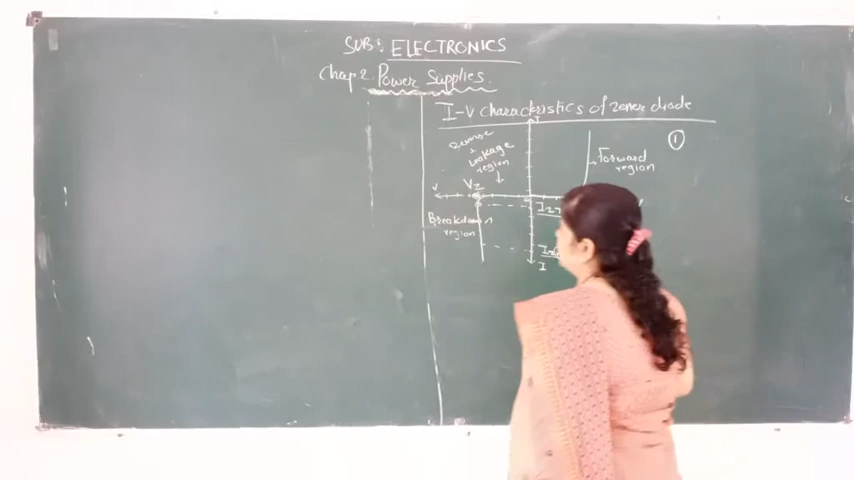 SUB: ELECTRONICS
Chap 2. Power Supplies.
I-V Characteristics of zener diode
I
1
Reverse
Leakage
region
Forward
region
V
Vz
Breakdown
region
I